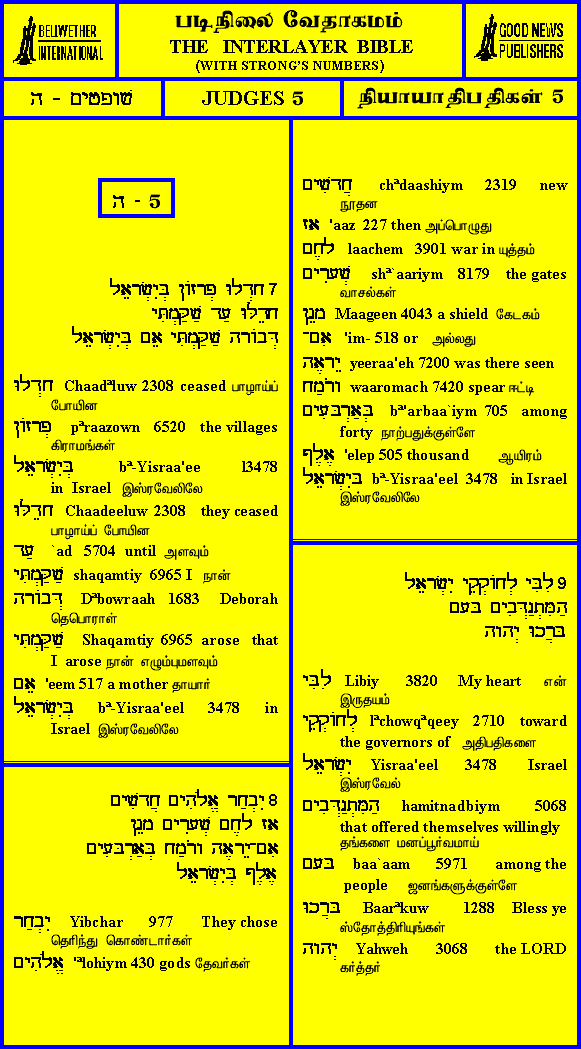 BELIWETHER
INTERNATIONAL
படிநிலை வேதாகமம்
THE INTERLAYER BIBLE
(WITH STRONG'S NUMBERS)
GOOD NEWS
PUBLISHERS
שופטים - ה
JUDGES 5
நியாயாதிபதிகள் 5
ה - 5
7 חָדְלוּ פְרָזוֹן בְּיִשְׂרָאֵל
חָדֵלּוּ עַד שַׁקַּמְתִּי
דְּבוֹרָה שַׁקַּמְתִּי אֵם בְּיִשְׂרָאֵל
חָדְלוּ Chaadªluw 2308 ceased பாழாய்ப்
போயின
פְרָזוֹן pªraazown 6520 the villages
கிராமங்கள்
בְּיִשְׂרָאֵל bª-Yisraa'ee l3478
in Israel இஸ்ரவேலிலே
חָדֵלּוּ Chaadeeluw 2308 they ceased
பாழாய்ப் போயின
עַד `ad 5704 until அளவும்
שַׁקַּמְתִּי shaqamtiy 6965 I நான்
דְּבוֹרָה Dªbowraah 1683 Deborah
தெபொராள்
שַׁקַּמְתִּי Shaqamtiy 6965 arose that
I arose நான் எழும்புமளவும்
אֵם 'eem 517 a mother தாயார்
בְּיִשְׂרָאֵל bª-Yisraa'eel 3478 in
Israel இஸ்ரவேலிலே
8 יִבְחַר אֱלֹהִים חֲדָשִׁים
אָז לָחֶם שְׁעָרִים מָגֵן
אִם־יֵרָאֶה וָרֹמַח בְּאַרְבָּעִים
אֶלֶף בְּיִשְׂרָאֵל
יִבְחַר Yibchar 977 They chose
தெரிந்து கொண்டார்கள்
אֱלֹהִים 'ªlohiym 430 gods தேவர்கள்
חֲדָשִׁים chªdaashiym 2319 new
நூதன
אָז 'aaz 227 then அப்பொழுது
לָחֶם laachem 3901 war in யுத்தம்
שְׁעָרִים shª`aariym 8179 the gates
வாசல்கள்
מָגֵן Maageen 4043 a shield கேடகம்
אִם־ 'im- 518 or அல்லது
יֵרָאֶה yeeraa'eh 7200 was there seen
וָרֹמַח waaromach 7420 spear ஈட்டி
בְּאַרְבָּעִים bª'arbaa`iym 705 among
forty நாற்பதுக்குள்ளே
אֶלֶף 'elep 505 thousand ஆயிரம்
בְּיִשְׂרָאֵל bª-Yisraa'eel 3478 in Israel
இஸ்ரவேலிலே
9 לִבִּי לְחוֹקְקֵי יִשְׂרָאֵל
הַמִּתְנַדְּבִים בָּעָם
בָּרֲכוּ יְהוָה
לִבִּי Libiy 3820 My heart என்
இருதயம்
לְחוֹקְקֵי lªchowqªqeey 2710 toward
the governors of அதிபதிகளை
יִשְׂרָאֵל Yisraa'eel 3478 Israel
இஸ்ரவேல்
הַמִּתְנַדְּבִים hamitnadbiym 5068
that offered themselves willingly
தங்களை மனப்பூர்வமாய்
בָּעָם baa`aam 5971 among the
people ஜனங்களுக்குள்ளே
בָּרֲכוּ Baarªkuw 1288 Bless ye
ஸ்தோத்திரியுங்கள்
יְהוָה Yahweh 3068 the LORD
கர்த்தர்